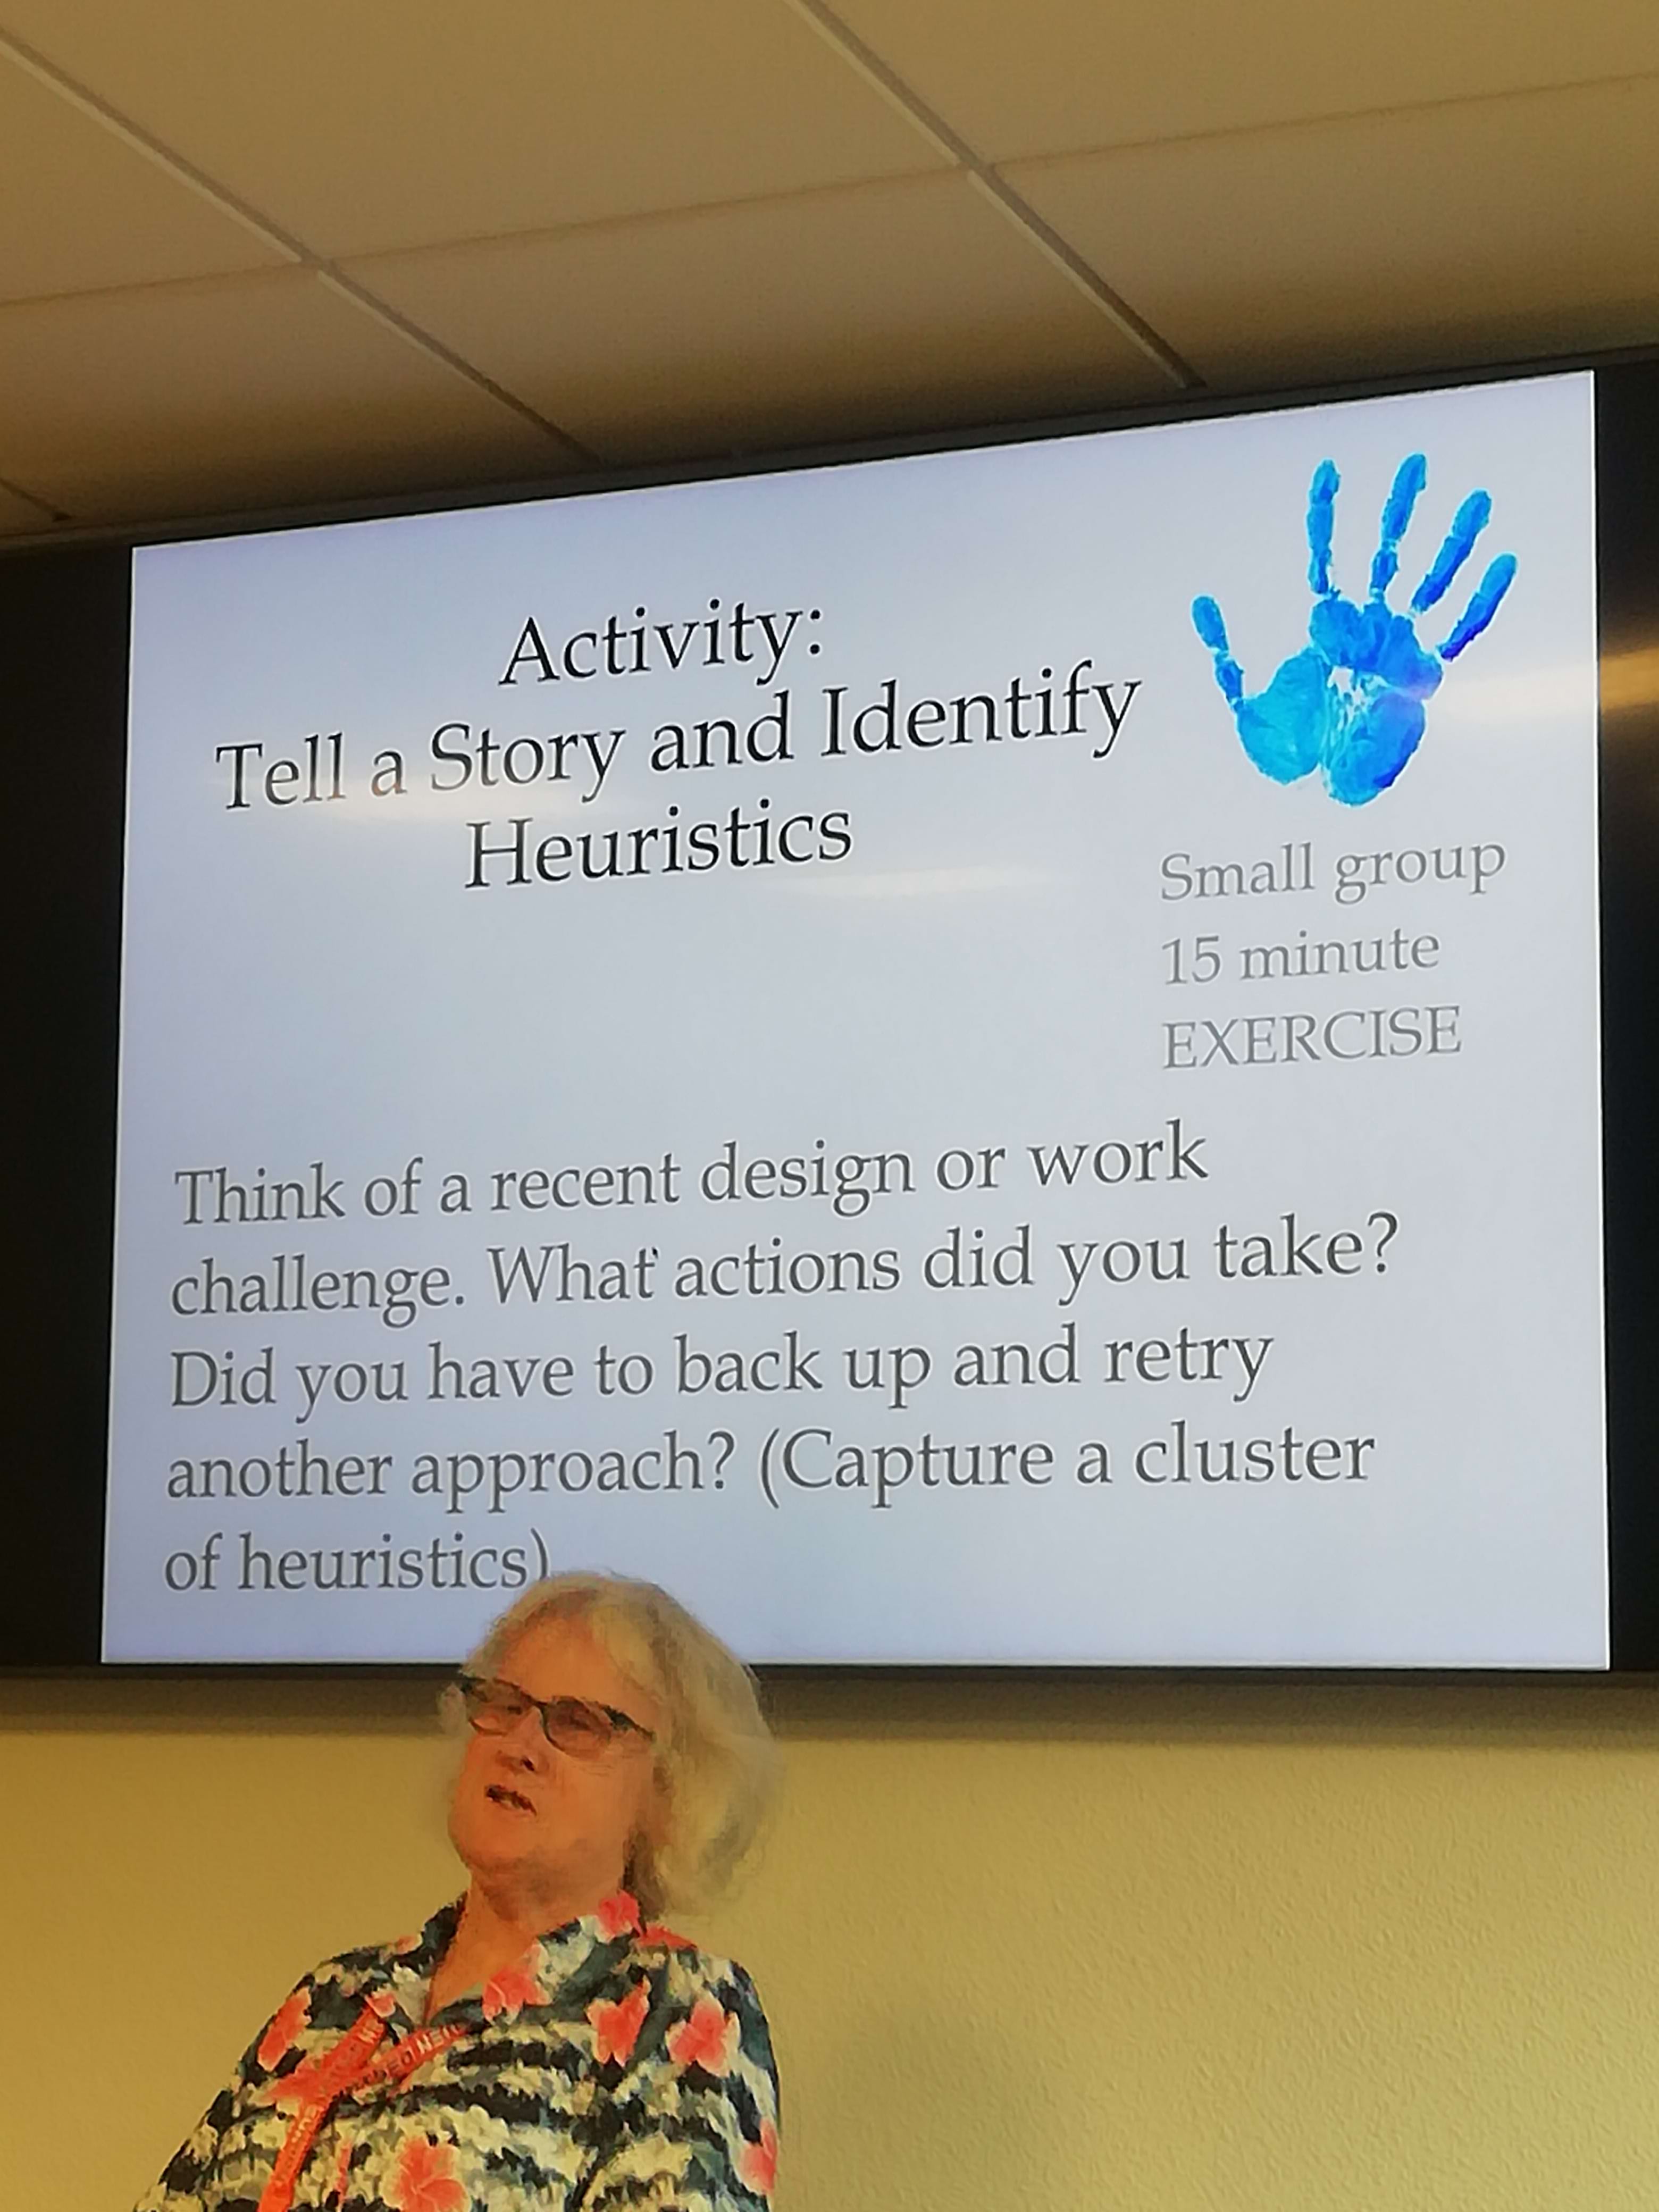 Activity:
Tell a Story and Identify
Heuristics
Small group
15 minute
EXERCISE
Think of a recent design or work
challenge. What actions did you take?
Did you have to back up and retry
another approach? (Capture a cluster
of heuristics)